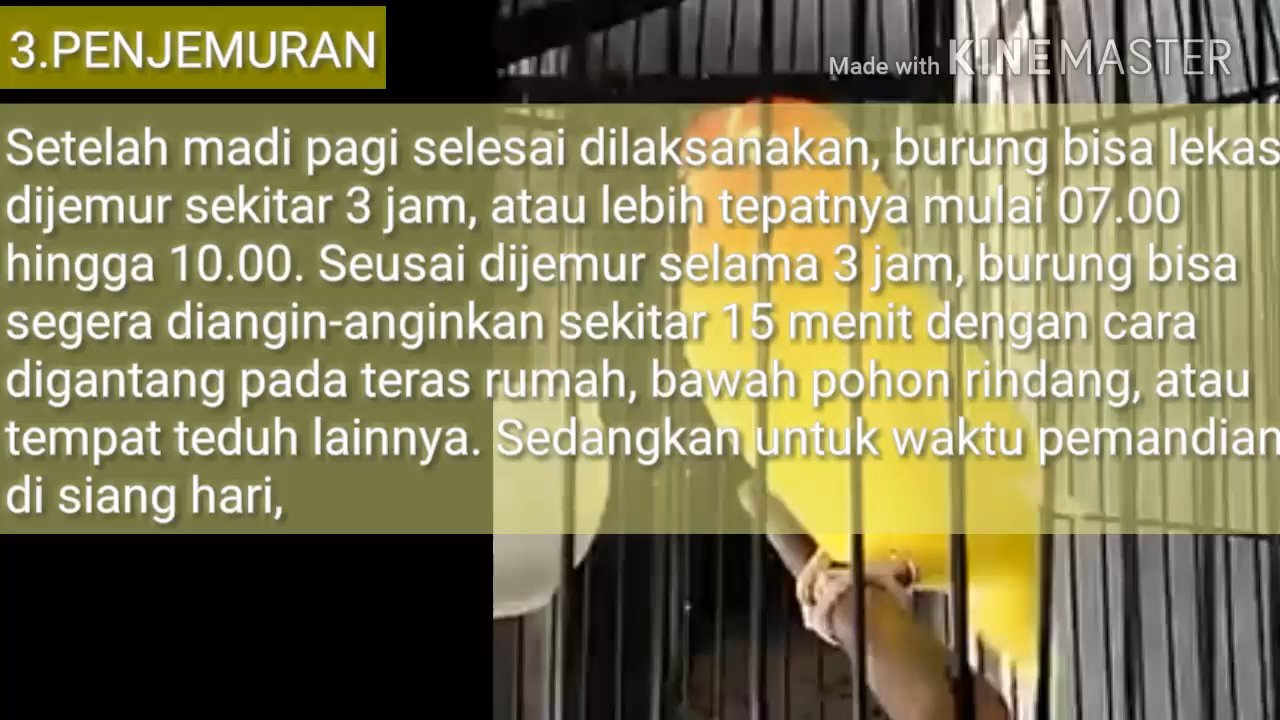 3.PENJEMURAN
Made with KINEMASTER
Setelah madi pagi selesai dilaksanakan, burung bisa lekas
dijemur sekitar 3 jam, atau lebih tepatnya mulai 07.00
hingga 10.00. Seusai dijemur selama 3 jam, burung bisa
segera diangin-anginkan sekitar 15 menit dengan cara
digantang pada teras rumah, bawah pohon rindang, atau
tempat teduh lainnya. Sedangkan untuk waktu pemandian
di siang hari,